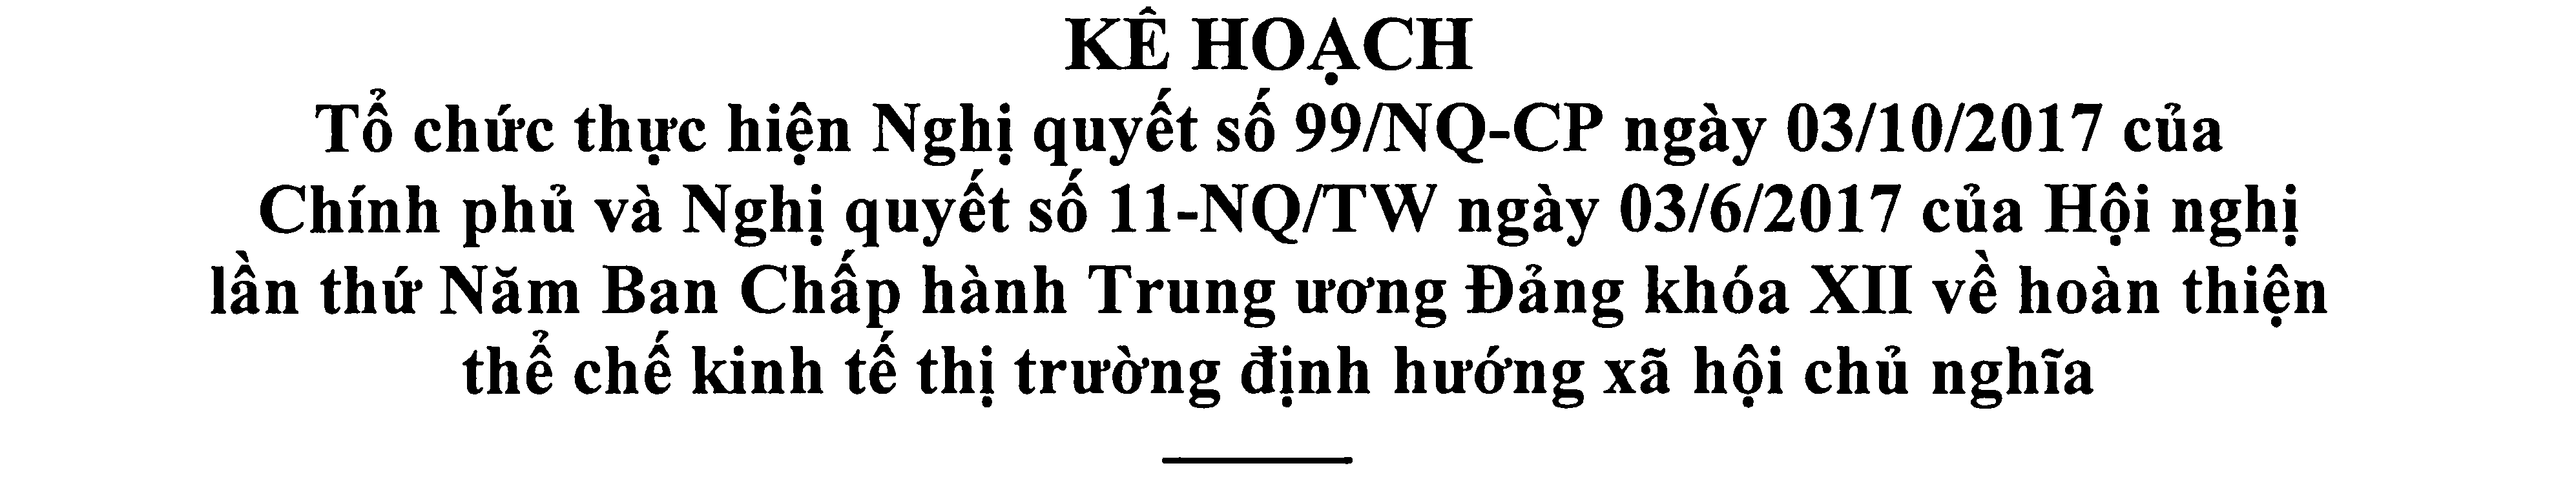 KẾ HOẠCH
Tổ chức thực hiện Nghị quyết số 99/NQ-CP ngày 03/10/2017 của
Chính phủ và Nghị quyết số 11-NQ/TW ngày 03/6/2017 của Hội nghị
lần thứ Năm Ban Chấp hành Trung ương Đảng khóa XII về hoàn thiện
thể chế kinh tế thị trường định hướng xã hội chủ nghĩa